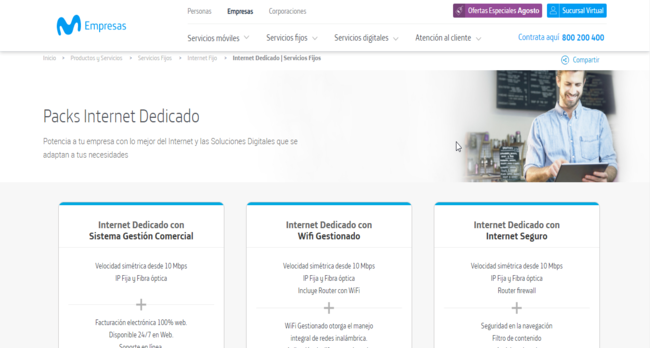 Personas Empresas Corporaciones
Ofertas Especiales Agosto
Sucursal Virtual
Empresas
Servicios móviles Servicios fijos Servicios digitales Atención al cliente
Contrata aquí 800 200 400
Inicio Productos y Servicios Servicios Fijos Internet Fijo Internet Dedicado | Servicios Fijos
Compartir
Packs Internet Dedicado
Potencia a tu empresa con lo mejor del Internet y las Soluciones Digitales que se
adaptan a tus necesidades
Internet Dedicado con
Sistema Gestión Comercial
Velocidad simétrica desde 10 Mbps
IP Fija y Fibra óptica
+
Facturación electrónica 100% web.
Disponible 24/7 en Web.
Soporte en línea
Internet Dedicado con
Wifi Gestionado
Velocidad simétrica desde 10 Mbps
IP Fija y Fibra óptica
Incluye Router con WiFi
+
WiFi Gestionado otorga el manejo
integral de redes inalámbrica.
Internet Dedicado con
Internet Seguro
Velocidad simétrica desde 10 Mbps
IP Fija y Fibra óptica
Router firewall
+
Seguridad en la navegación
Filtro de contenido